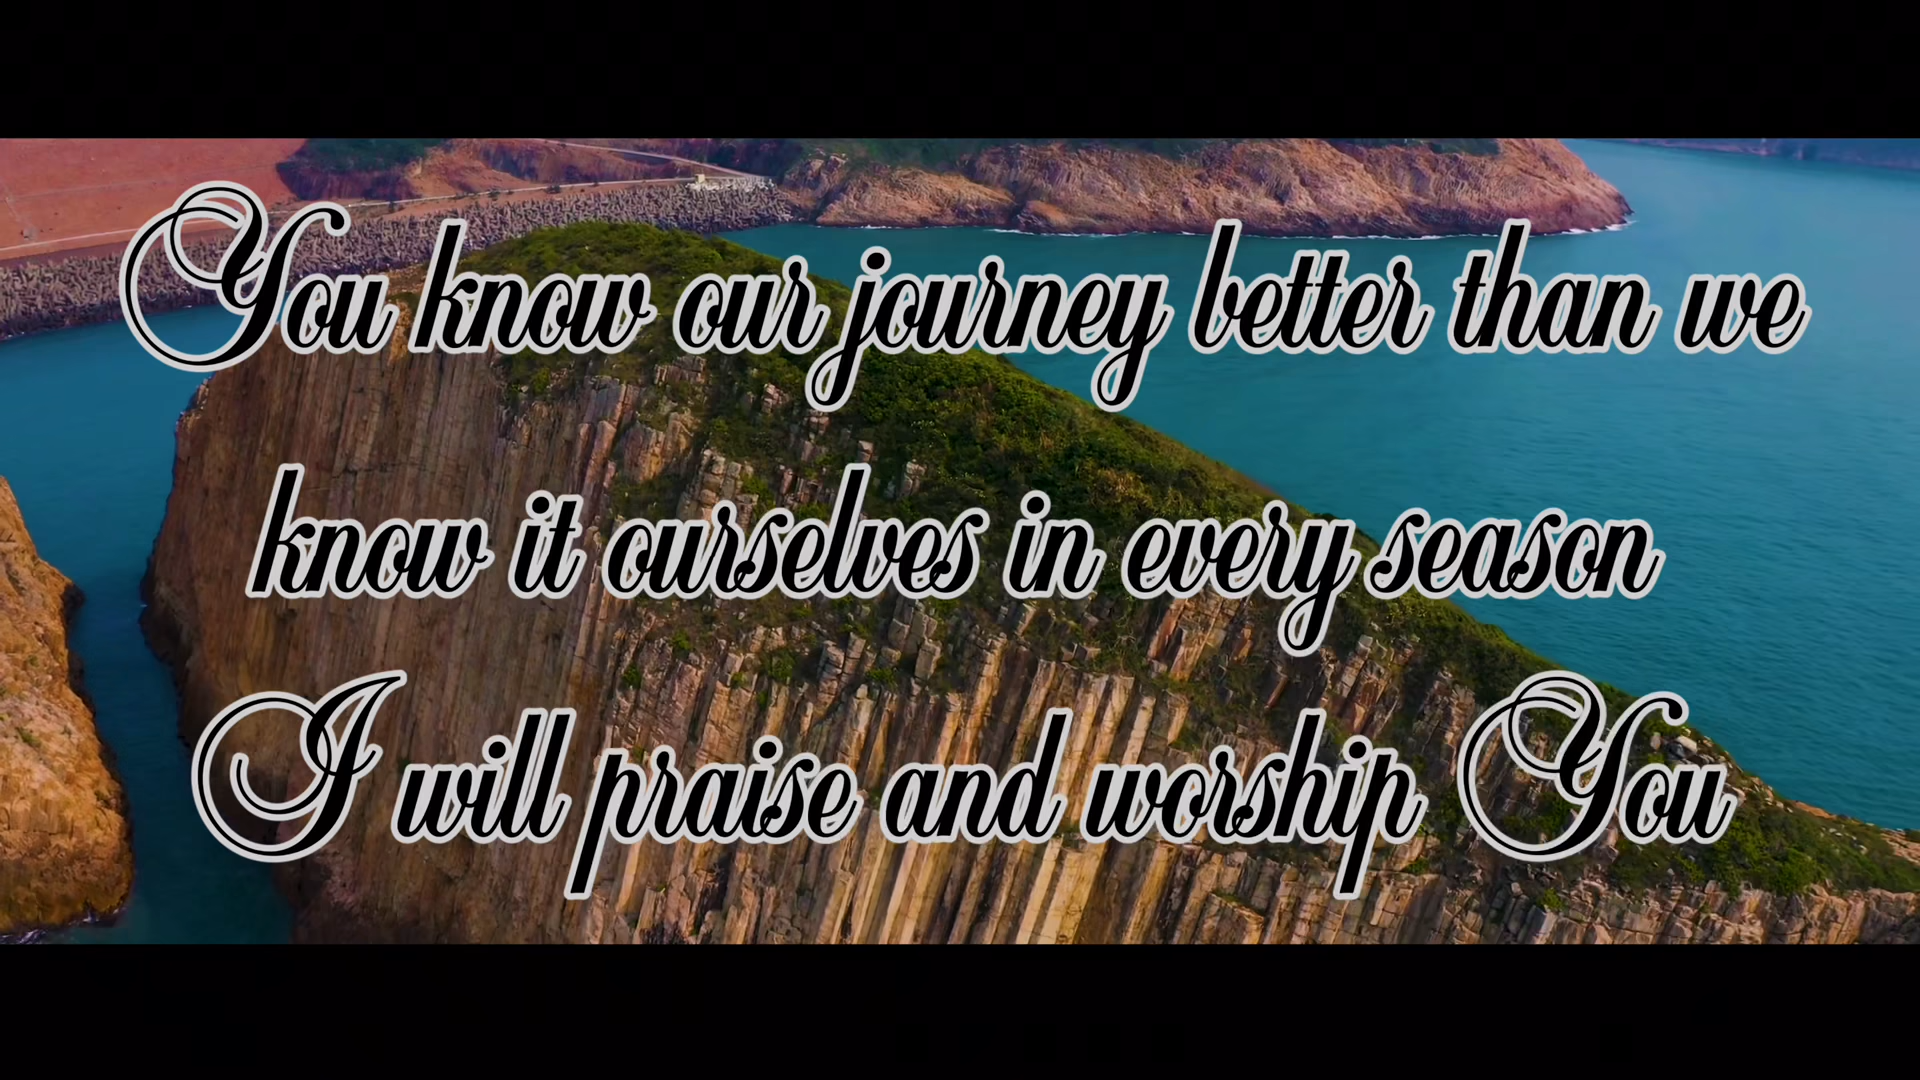 You know our journey better than we
know it ourselves in every season
I will praise and worship You